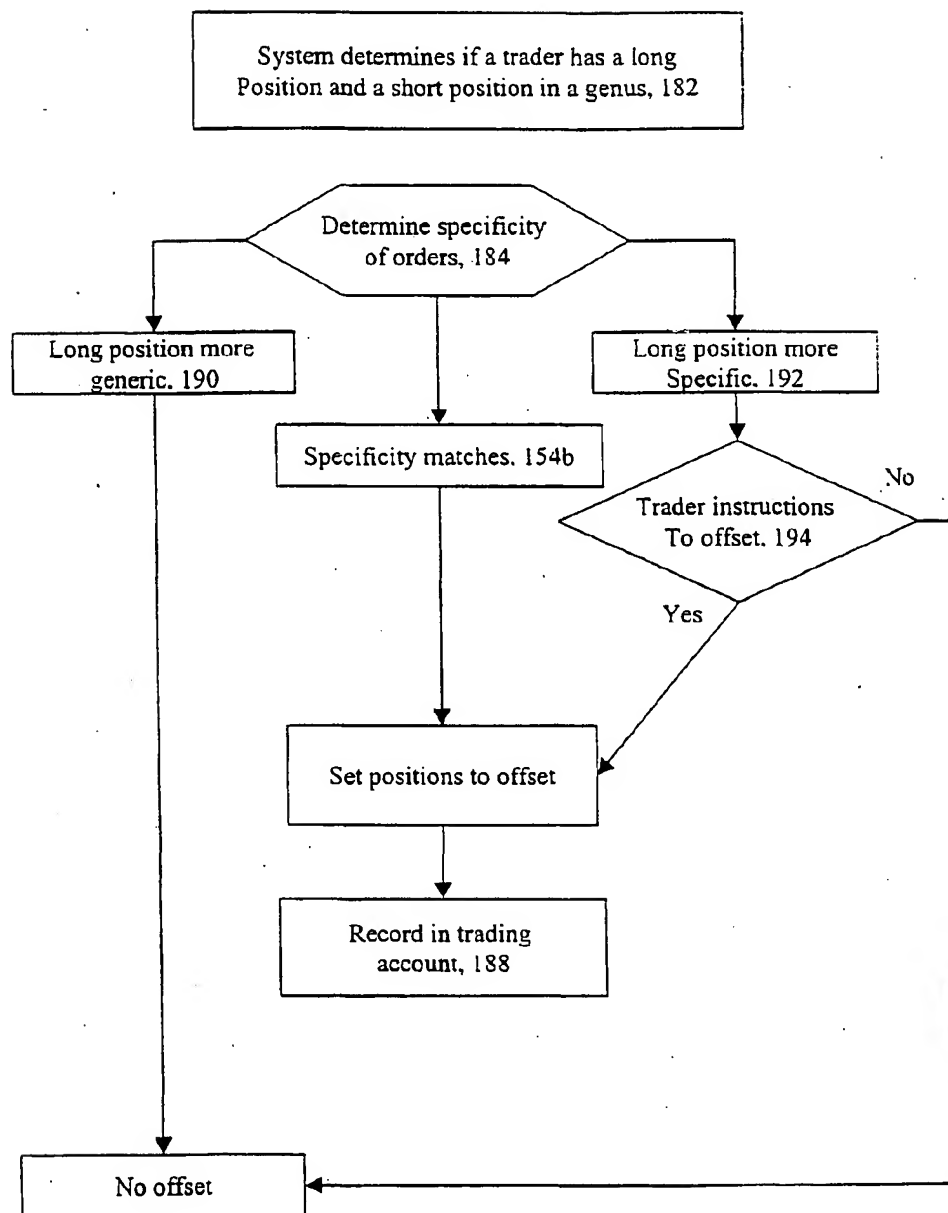 System determines if a trader has a long
Position and a short position in a genus, 182
Determine specificity
of orders, 184
Long position more
generic. 190
Long position more
Specific. 192
Specificity matches. 154b
No
Trader instructions
To offset. 194
Yes
Set positions to offset
Record in trading
account, 188
No offset